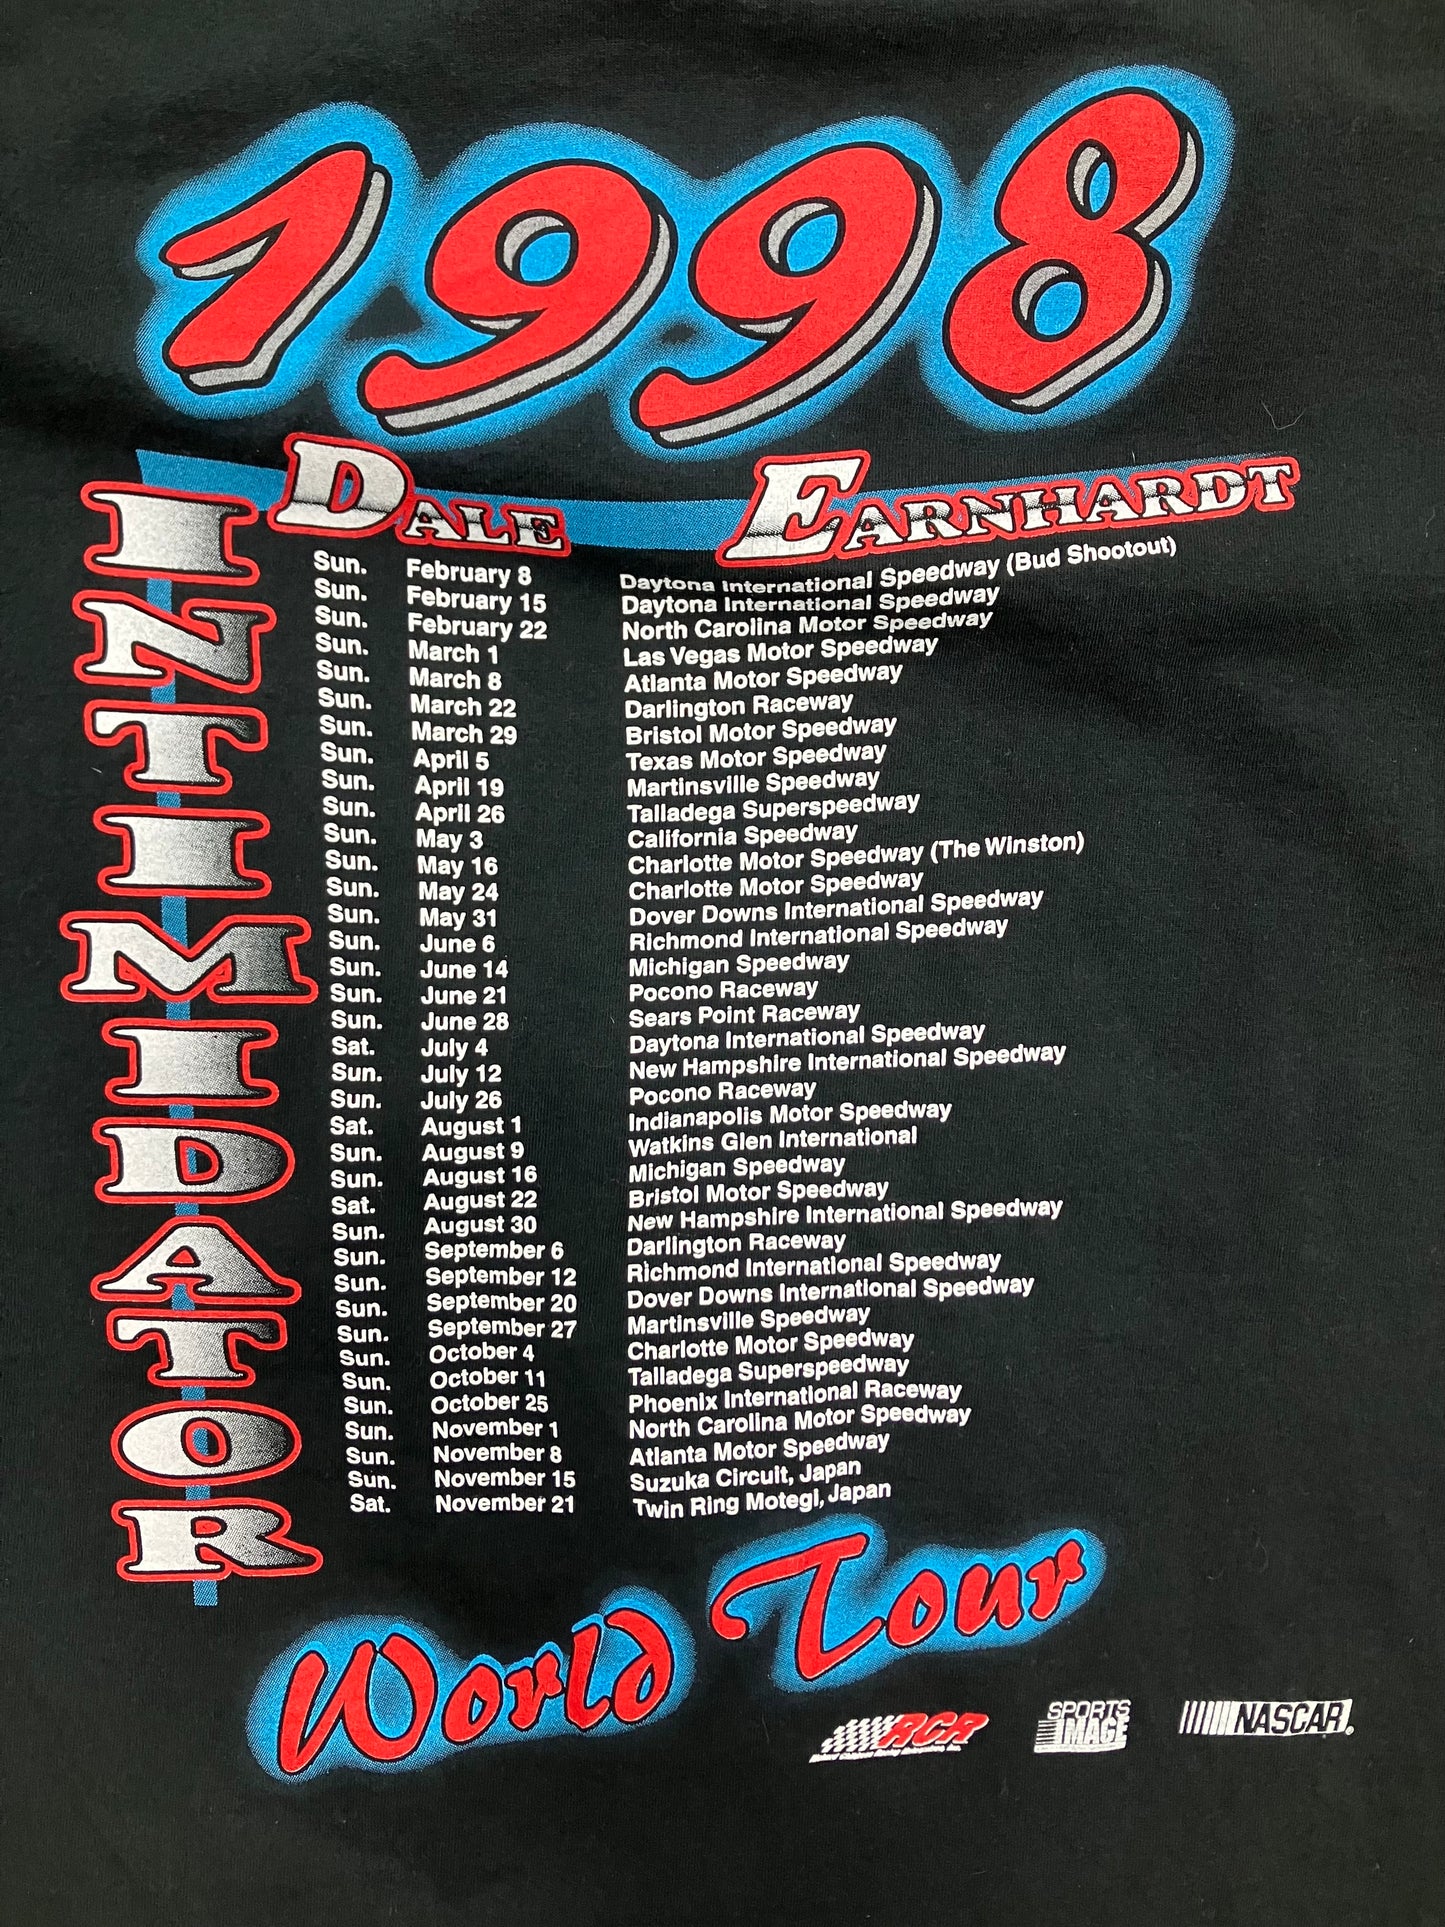 1998
DALE EARNHARDT
INTIMIDATOR
Sun. February 8 Daytona International Speedway (Bud Shootout)
Sun. February 15 Daytona International Speedway
Sun. February 22 North Carolina Motor Speedway
Sun. March 1 Las Vegas Motor Speedway
Sun. March 8 Atlanta Motor Speedway
Sun. March 22 Darlington Raceway
Sun. March 29 Bristol Motor Speedway
Sun. April 5 Texas Motor Speedway
Sun. April 19 Martinsville Speedway
Sun. April 26 Talladega Superspeedway
Sun. May 3 California Speedway
Sun. May 16 Charlotte Motor Speedway (The Winston)
Sun. May 24 Charlotte Motor Speedway
Sun. May 31 Dover Downs International Speedway
Sun. June 6 Richmond International Speedway
Sun. June 14 Michigan Speedway
Sun. June 21 Pocono Raceway
Sun. June 28 Sears Point Raceway
Sat. July 4 Daytona International Speedway
Sun. July 12 New Hampshire International Speedway
Sun. July 26 Pocono Raceway
Sat. August 1 Indianapolis Motor Speedway
Sun. August 9 Watkins Glen International
Sun. August 16 Michigan Speedway
Sat. August 22 Bristol Motor Speedway
Sun. August 30 New Hampshire International Speedway
Sun. September 6 Darlington Raceway
Sun. September 12 Richmond International Speedway
Sun. September 20 Dover Downs International Speedway
Sun. September 27 Martinsville Speedway
Sun. October 4 Charlotte Motor Speedway
Sun. October 11 Talladega Superspeedway
Sun. October 25 Phoenix International Raceway
Sun. November 1 North Carolina Motor Speedway
Sun. November 8 Atlanta Motor Speedway
Sun. November 15 Suzuka Circuit, Japan
Sat. November 21 Twin Ring Motegi, Japan
World Tour
RCR
Richard Childress Racing Enterprises, Inc.
SPORTS
IMAGE
NASCAR